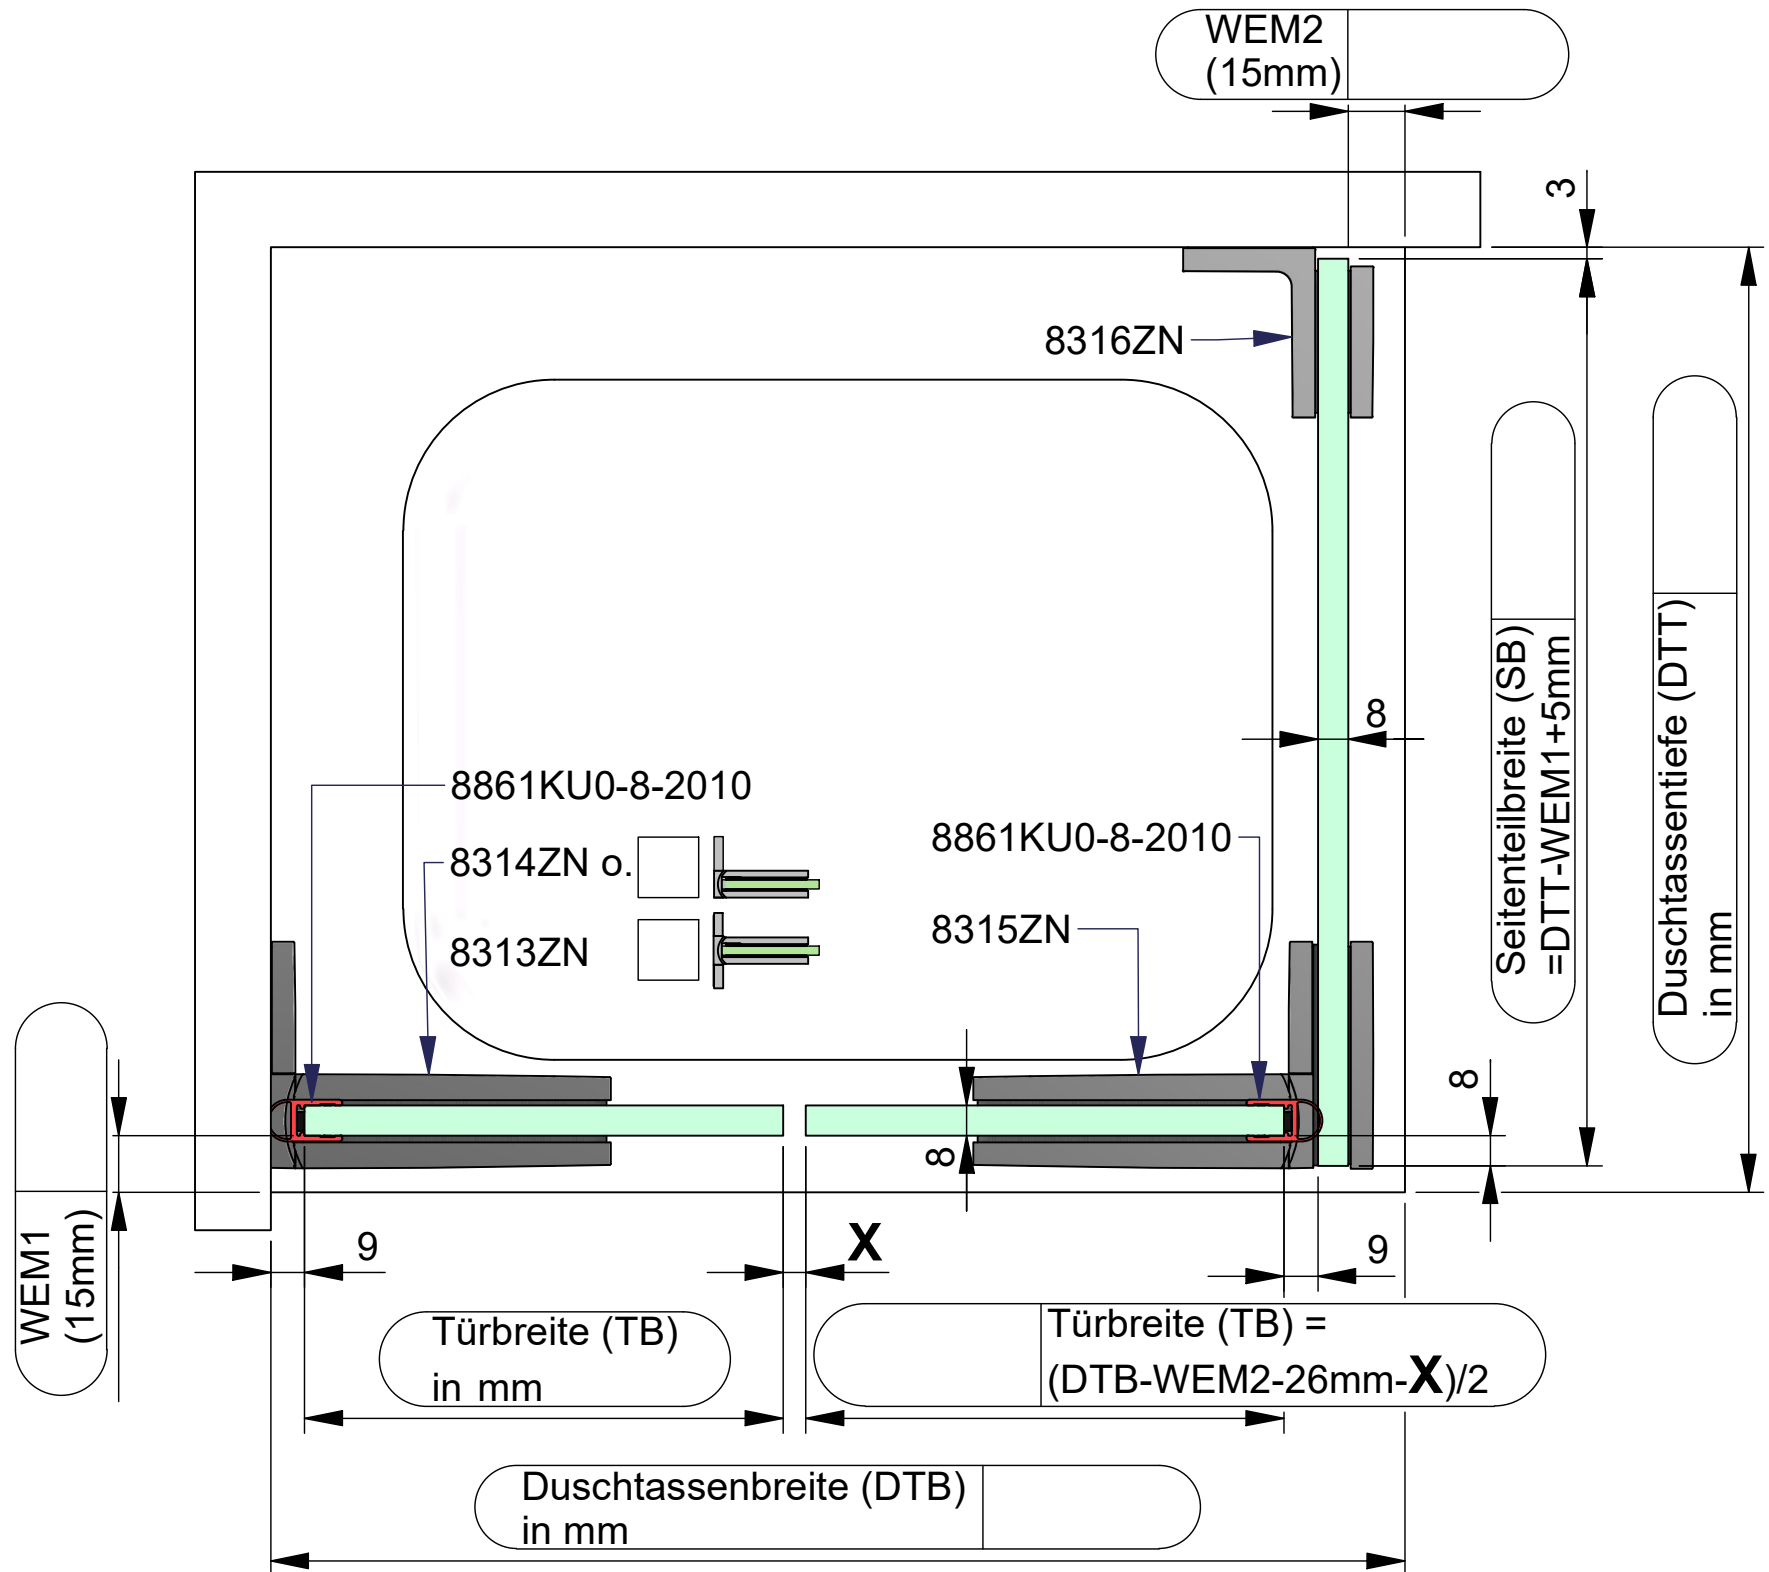 WEM2
(15mm)
3
8316ZN
8
Seitenteilbreite (SB)
=DTT-WEM1+5mm
Duschtassentiefe (DTT)
in mm
8861KU0-8-2010
8314ZN o.
8313ZN
8861KU0-8-2010
8315ZN
8
8
WEM1
(15mm)
9
X
9
Türbreite (TB)
in mm
Türbreite (TB) =
(DTB-WEM2-26mm-X)/2
Duschtassenbreite (DTB)
in mm